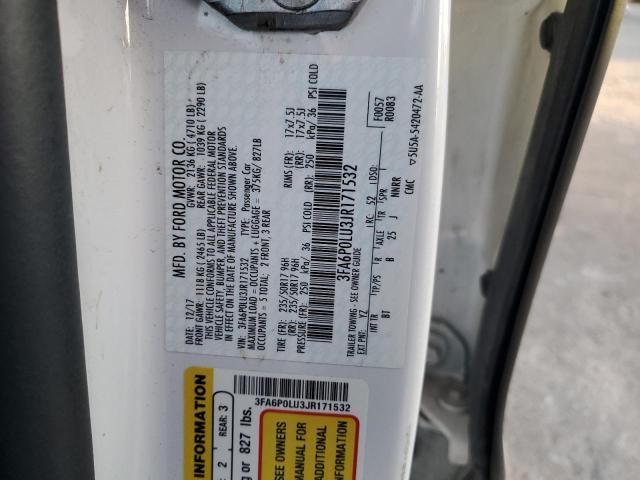 MFD. BY FORD MOTOR CO.
DATE: 12/17 GVWR: 2136 KG ( 4710 LB)
FRONT GAWR: 1118 KG ( 2465 LB) REAR GAWR: 1039 KG ( 2290 LB)
THIS VEHICLE CONFORMS TO ALL APPLICABLE FEDERAL MOTOR
VEHICLE SAFETY, BUMPER, AND THEFT PREVENTION STANDARDS
IN EFFECT ON THE DATE OF MANUFACTURE SHOWN ABOVE.
VIN: 3FA6P0LU3JR171532 TYPE: Passenger Car
MAXIMUM LOAD = OCCUPANTS + LUGGAGE = 375KG/ 827LB
OCCUPANTS = 5 TOTAL: 2 FRONT, 3 REAR
TIRE (FR): 235/50R17 96H RIMS (FR): 17x7.5J
(RR): 235/50R17 96H (RR): 17x7.5J
PRESSURE (FR): 250 kPa/ 36 PSI COLD (RR): 250 kPa/ 36 PSI COLD
3FA6P0LU3JR171532
TRAILER TOWING - SEE OWNER GUIDE
EXT PNT: YZ RC: 52 DSO: F0057
R0083
INT TR TP/PS R AXLE TR SPR
BT B 25 J NNRR
CMC
5U5A-5420472-AA
3FA6P0LU3JR171532
INFORMATION
: 2 REAR: 3
g or 827 lbs.
SEE OWNERS
MANUAL FOR
ADDITIONAL
INFORMATION